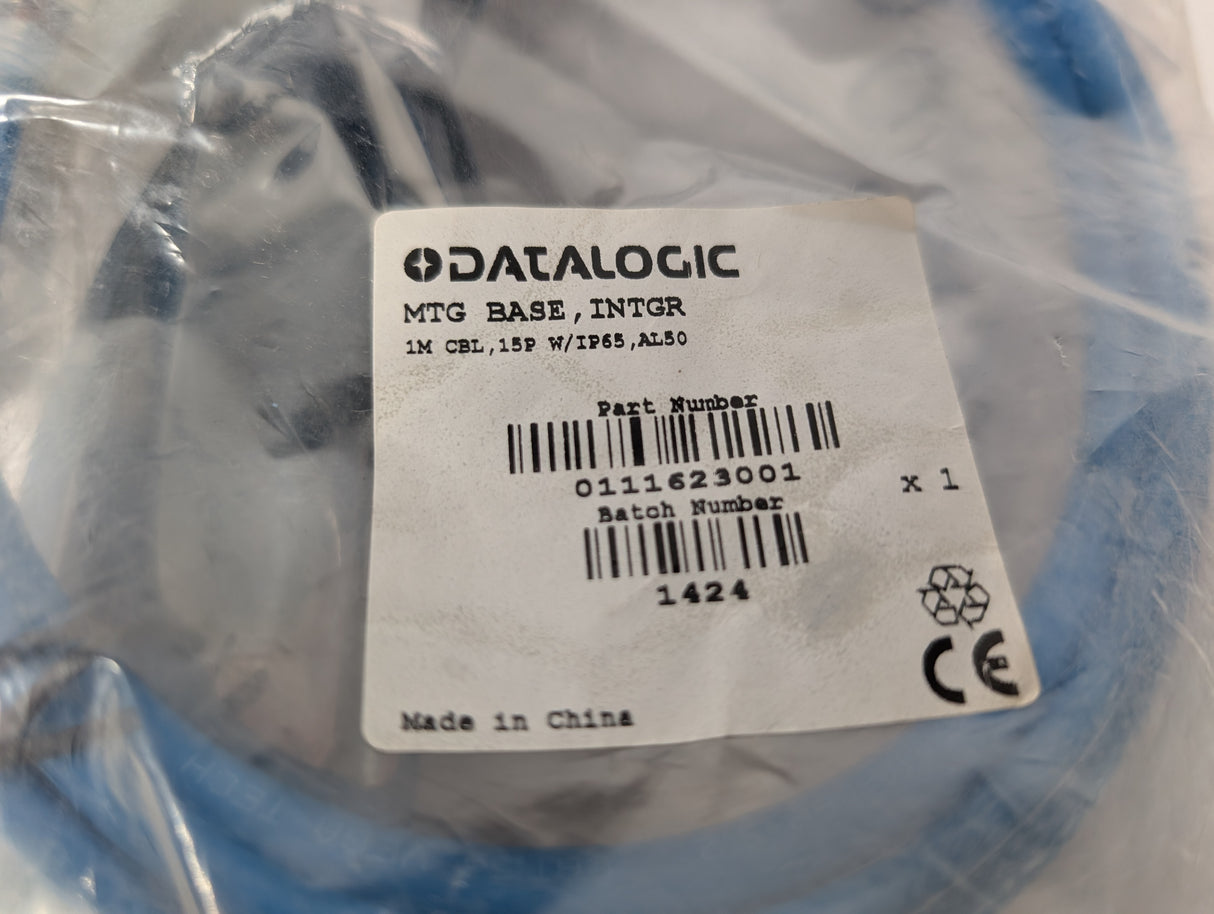 DATALOGIC
MTG BASE,INTGR
1M CBL,15P W/IP65,AL50
Part Number
0111623001
x 1
Batch Number
1424
CE
Made in China